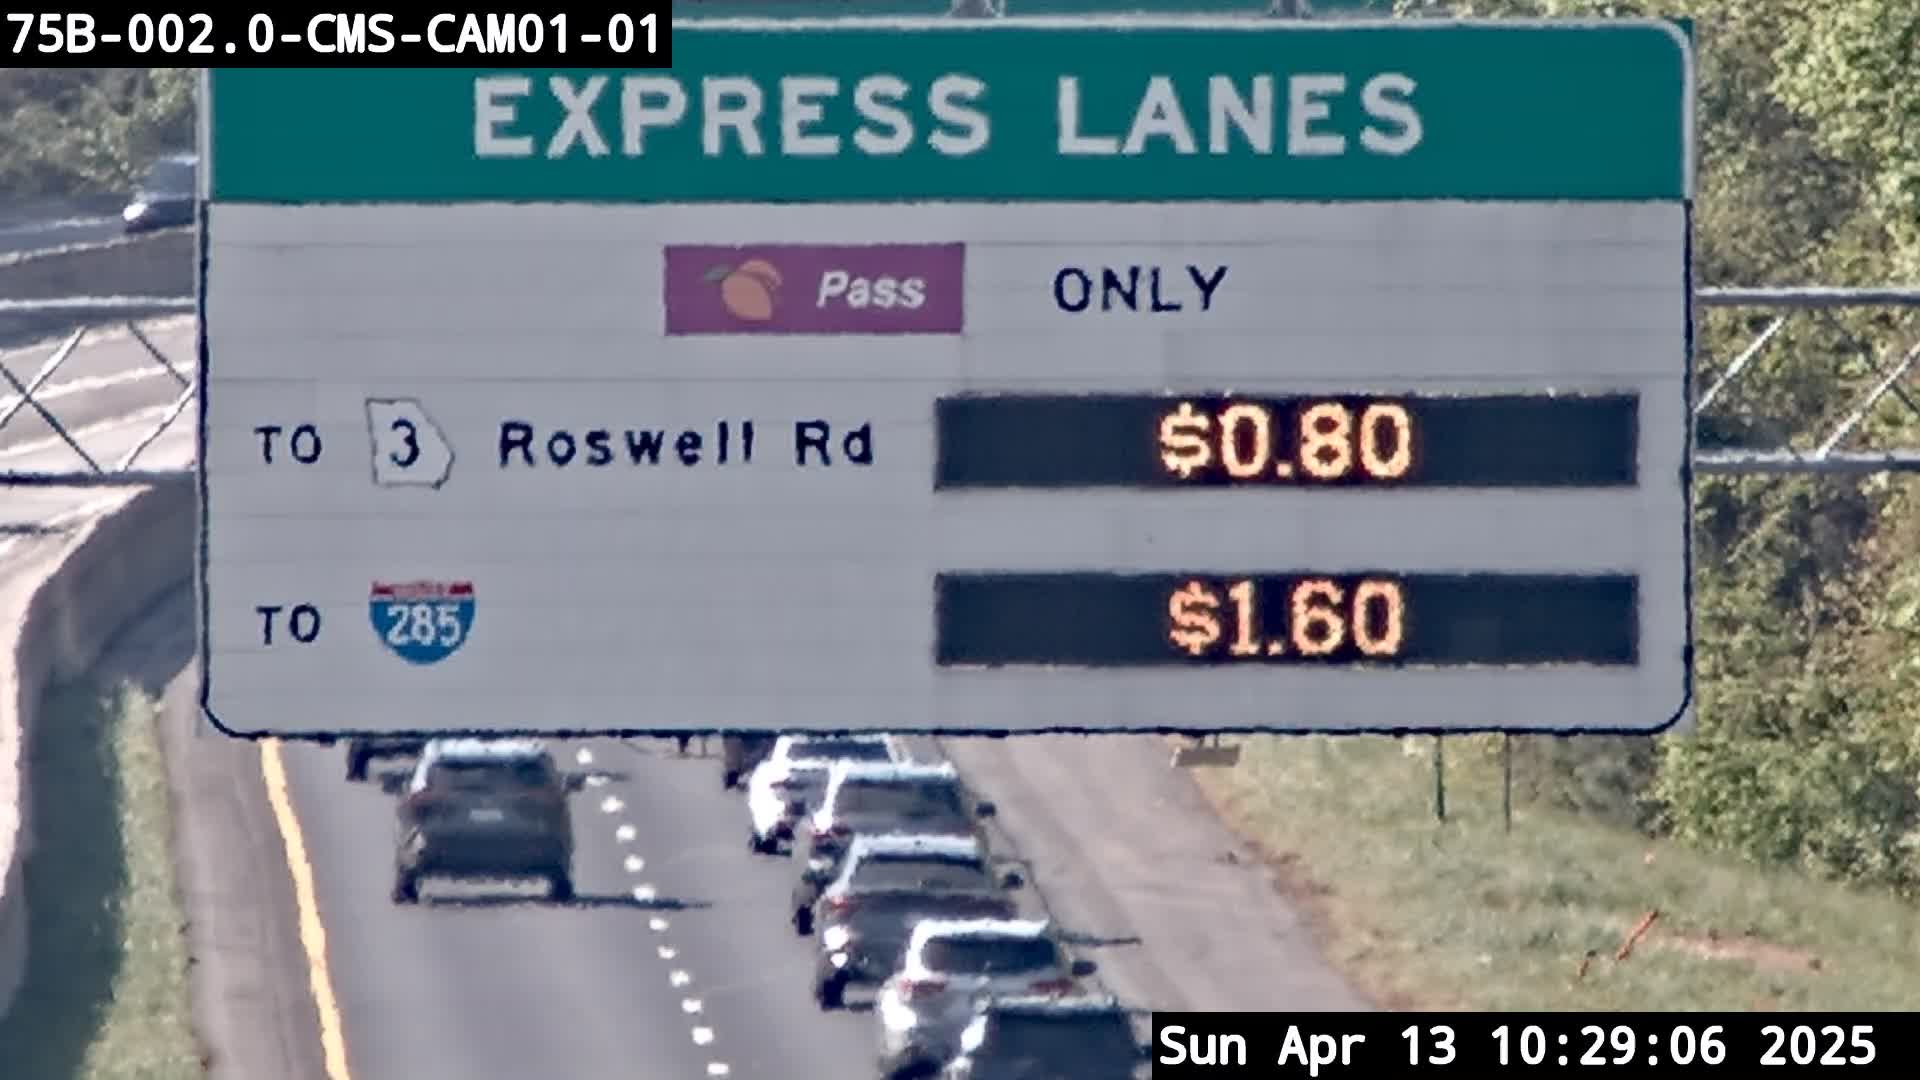 75B-002.0-CMS-CAM01-01
EXPRESS LANES
Pass ONLY
TO 3 Roswell Rd $0.80
TO 285 $1.60
Sun Apr 13 10:29:06 2025